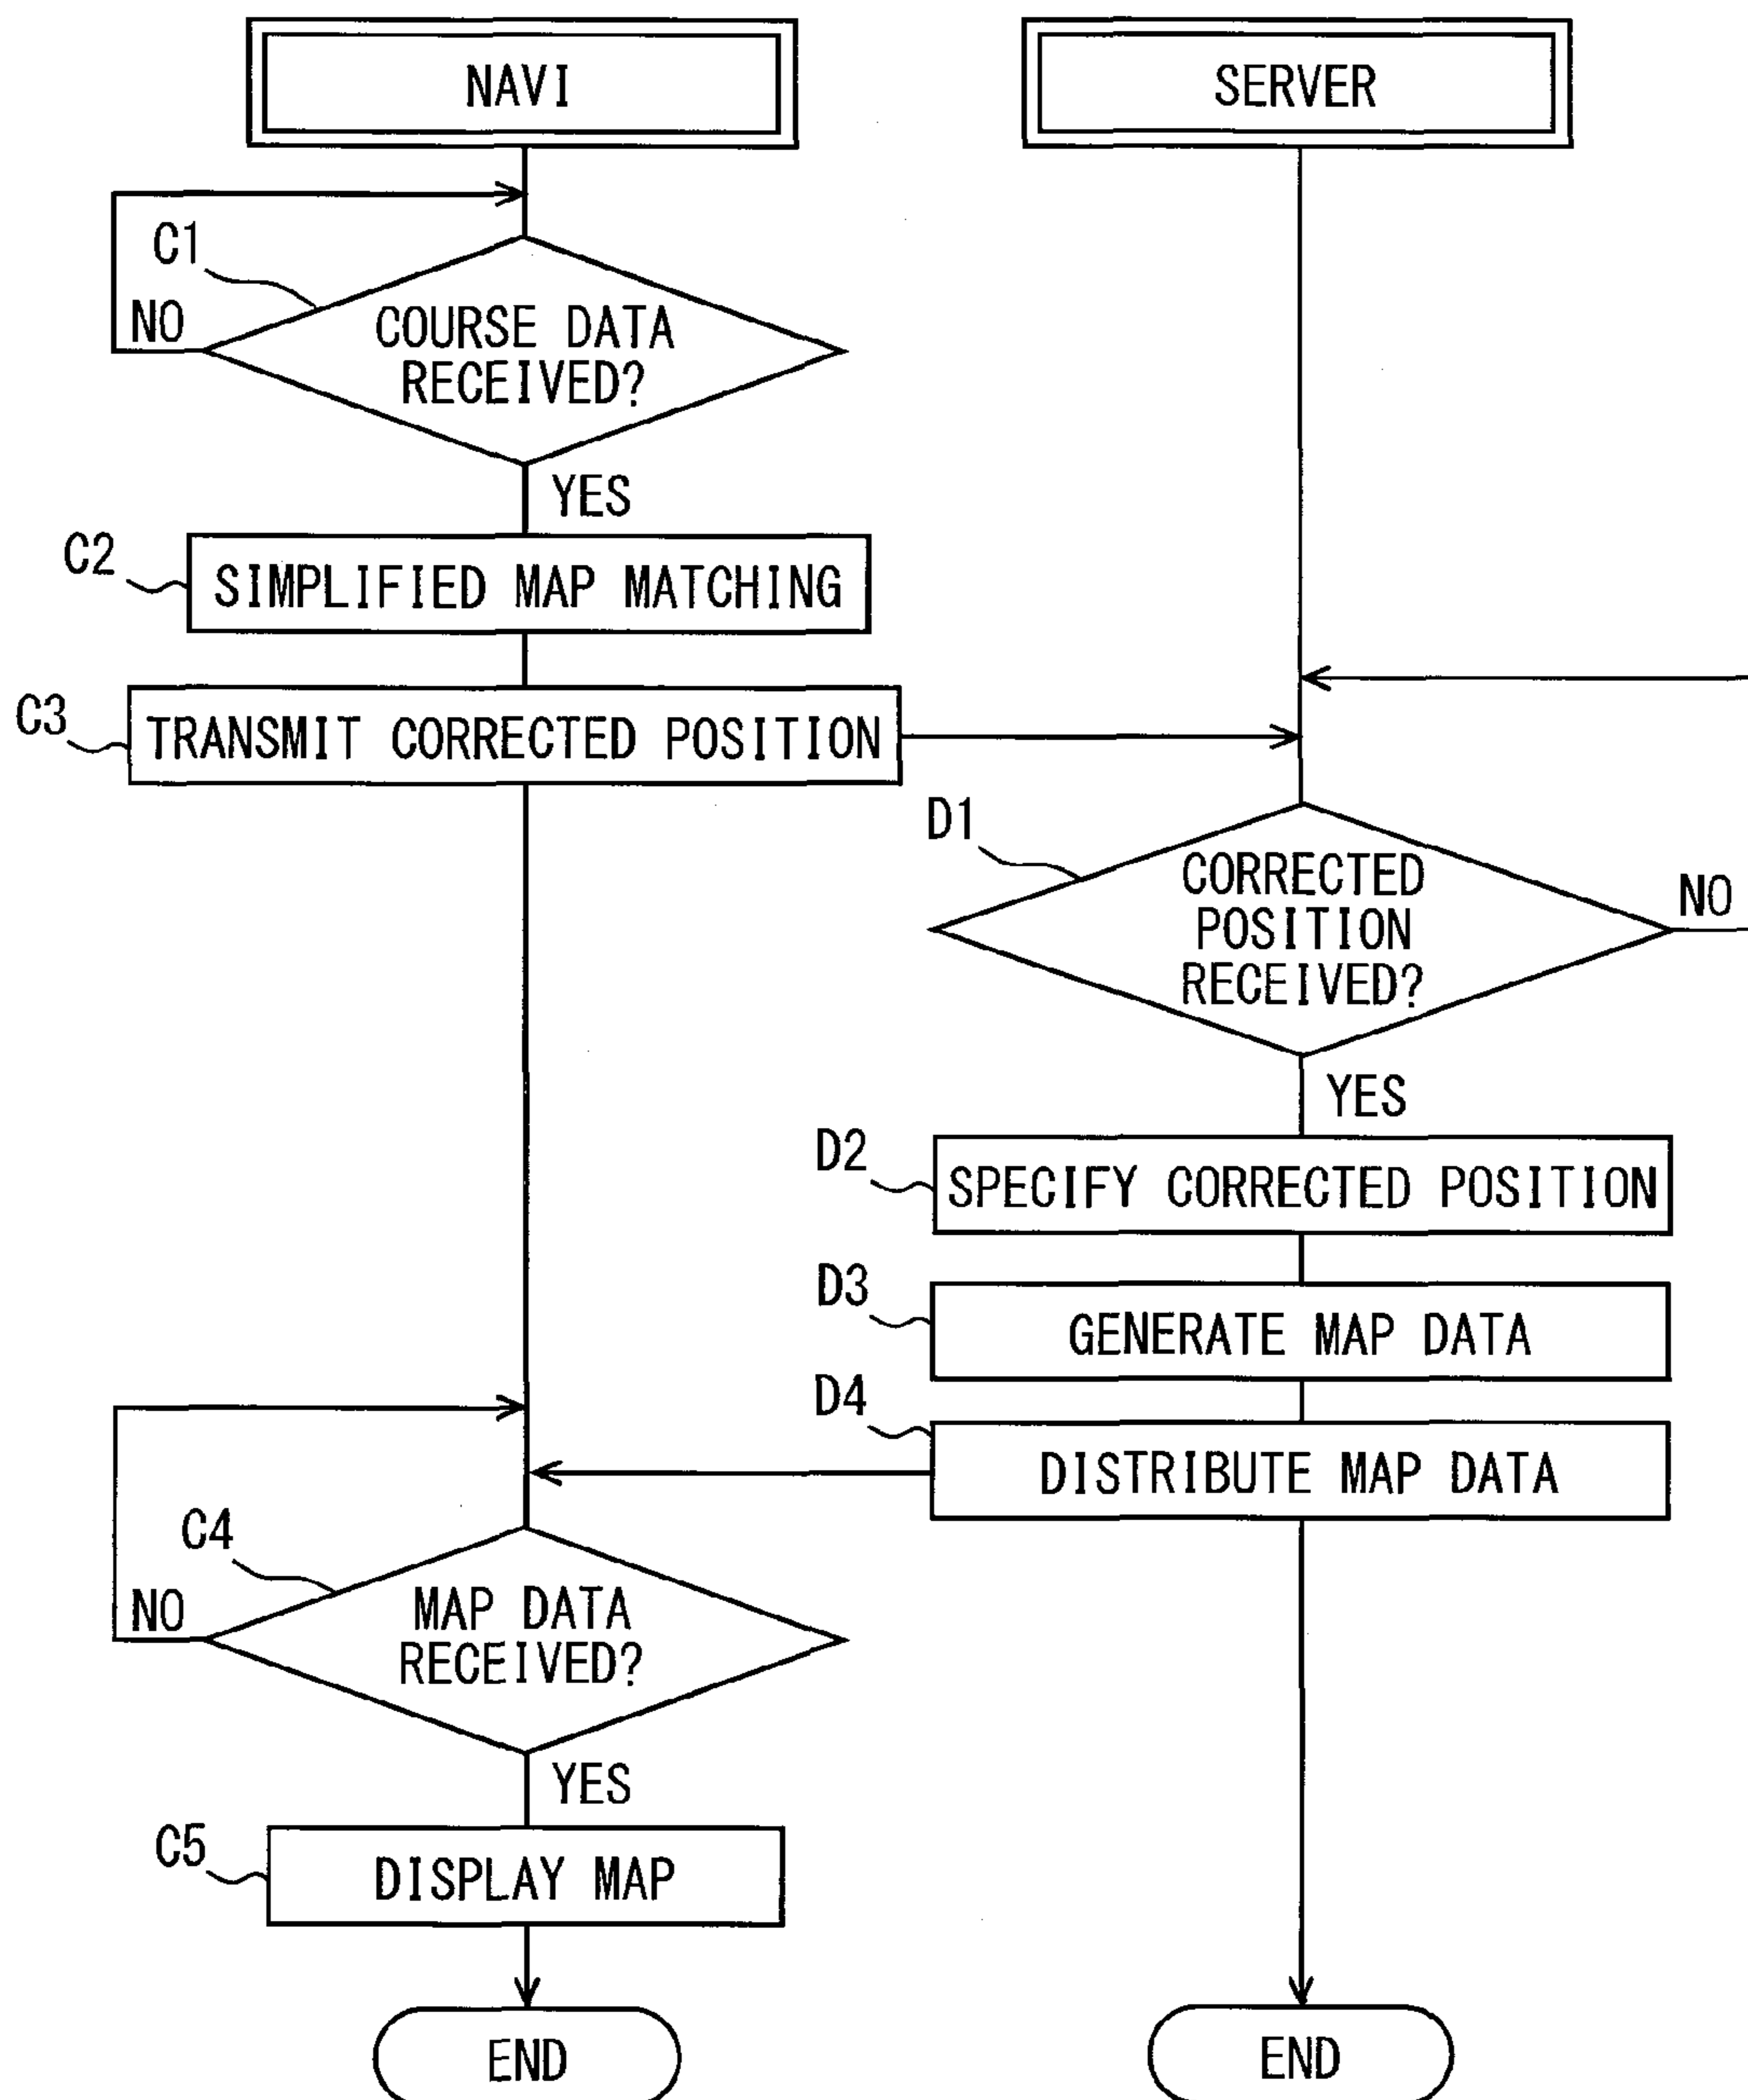 NAVI
SERVER
C1
NO
COURSE DATA
RECEIVED?
YES
C2
SIMPLIFIED MAP MATCHING
C3
TRANSMIT CORRECTED POSITION
D1
CORRECTED
POSITION
RECEIVED?
NO
YES
D2
SPECIFY CORRECTED POSITION
D3
GENERATE MAP DATA
D4
DISTRIBUTE MAP DATA
C4
NO
MAP DATA
RECEIVED?
YES
C5
DISPLAY MAP
END
END